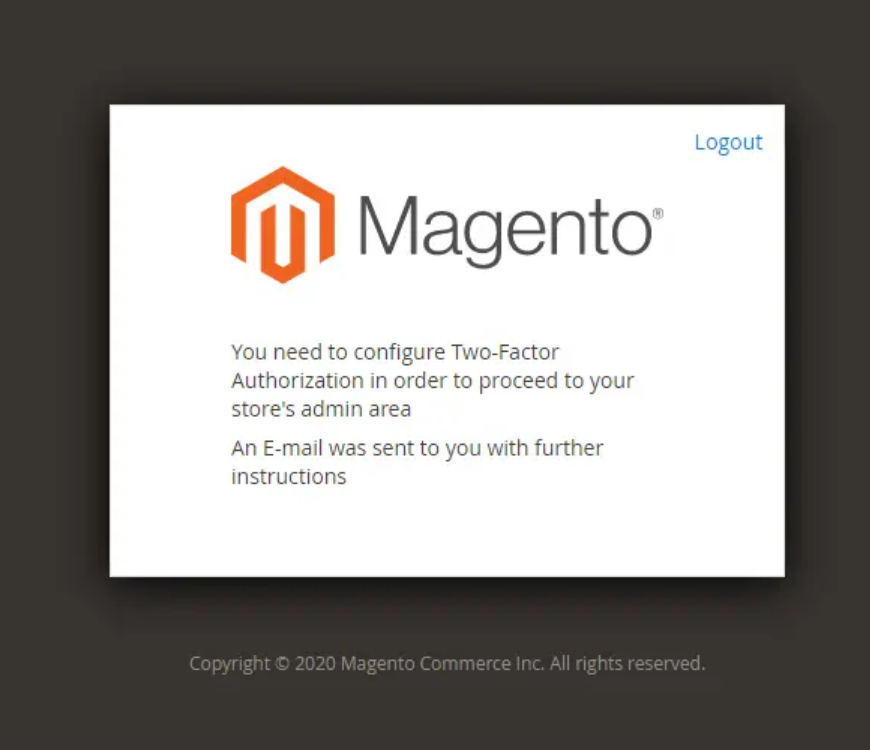 Logout
Magento®
You need to configure Two-Factor
Authorization in order to proceed to your
store's admin area
An E-mail was sent to you with further
instructions
Copyright © 2020 Magento Commerce Inc. All rights reserved.